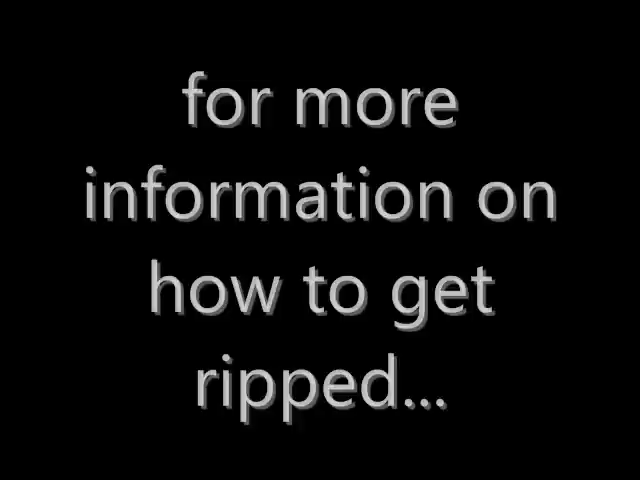 for more
information on
how to get
ripped...